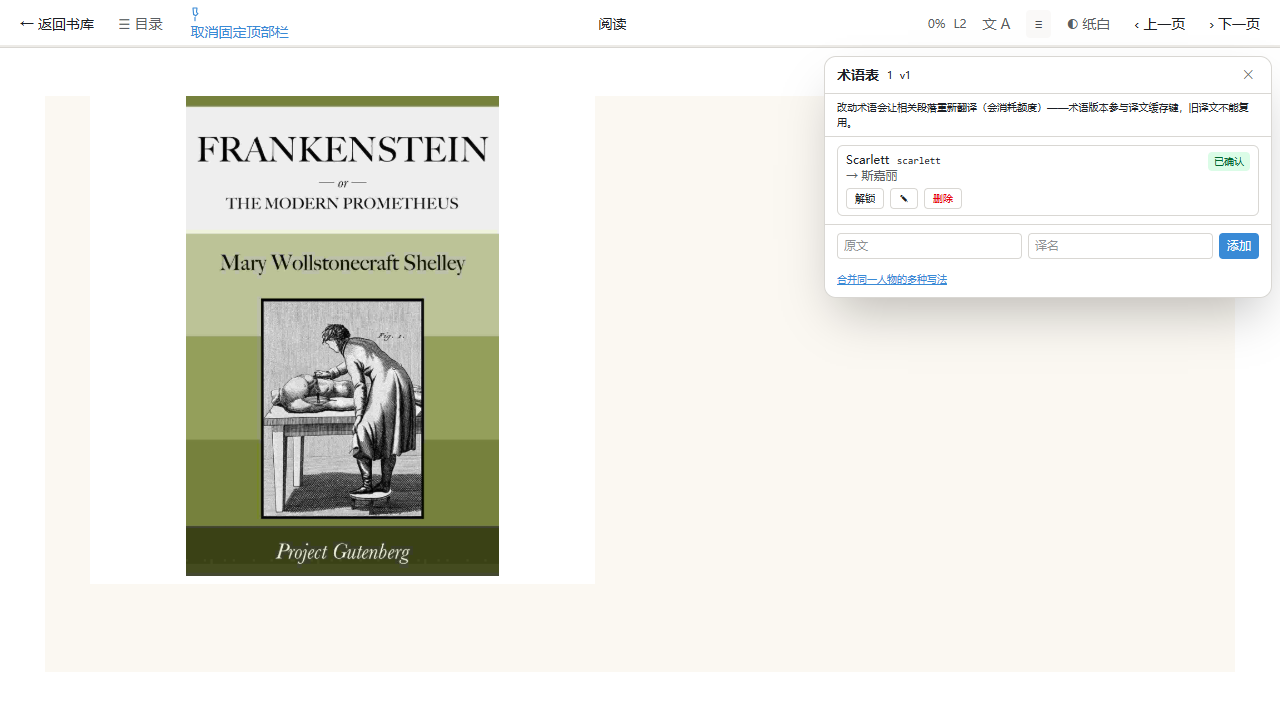 ← 返回书库
☰ 目录
取消固定顶部栏
阅读
0% L2
文 A
☰
纸白
‹ 上一页
› 下一页
术语表 1 v1
×
改动术语会让相关段落重新翻译（会消耗额度）——术语版本参与译文缓存键，旧译文不能复
用。
Scarlett scarlett
已确认
→ 斯嘉丽
解锁
删除
原文
译名
添加
合并同一人物的多种写法
FRANKENSTEIN
— or —
THE MODERN PROMETHEUS
Mary Wollstonecraft Shelley
Fig. 1.
Project Gutenberg